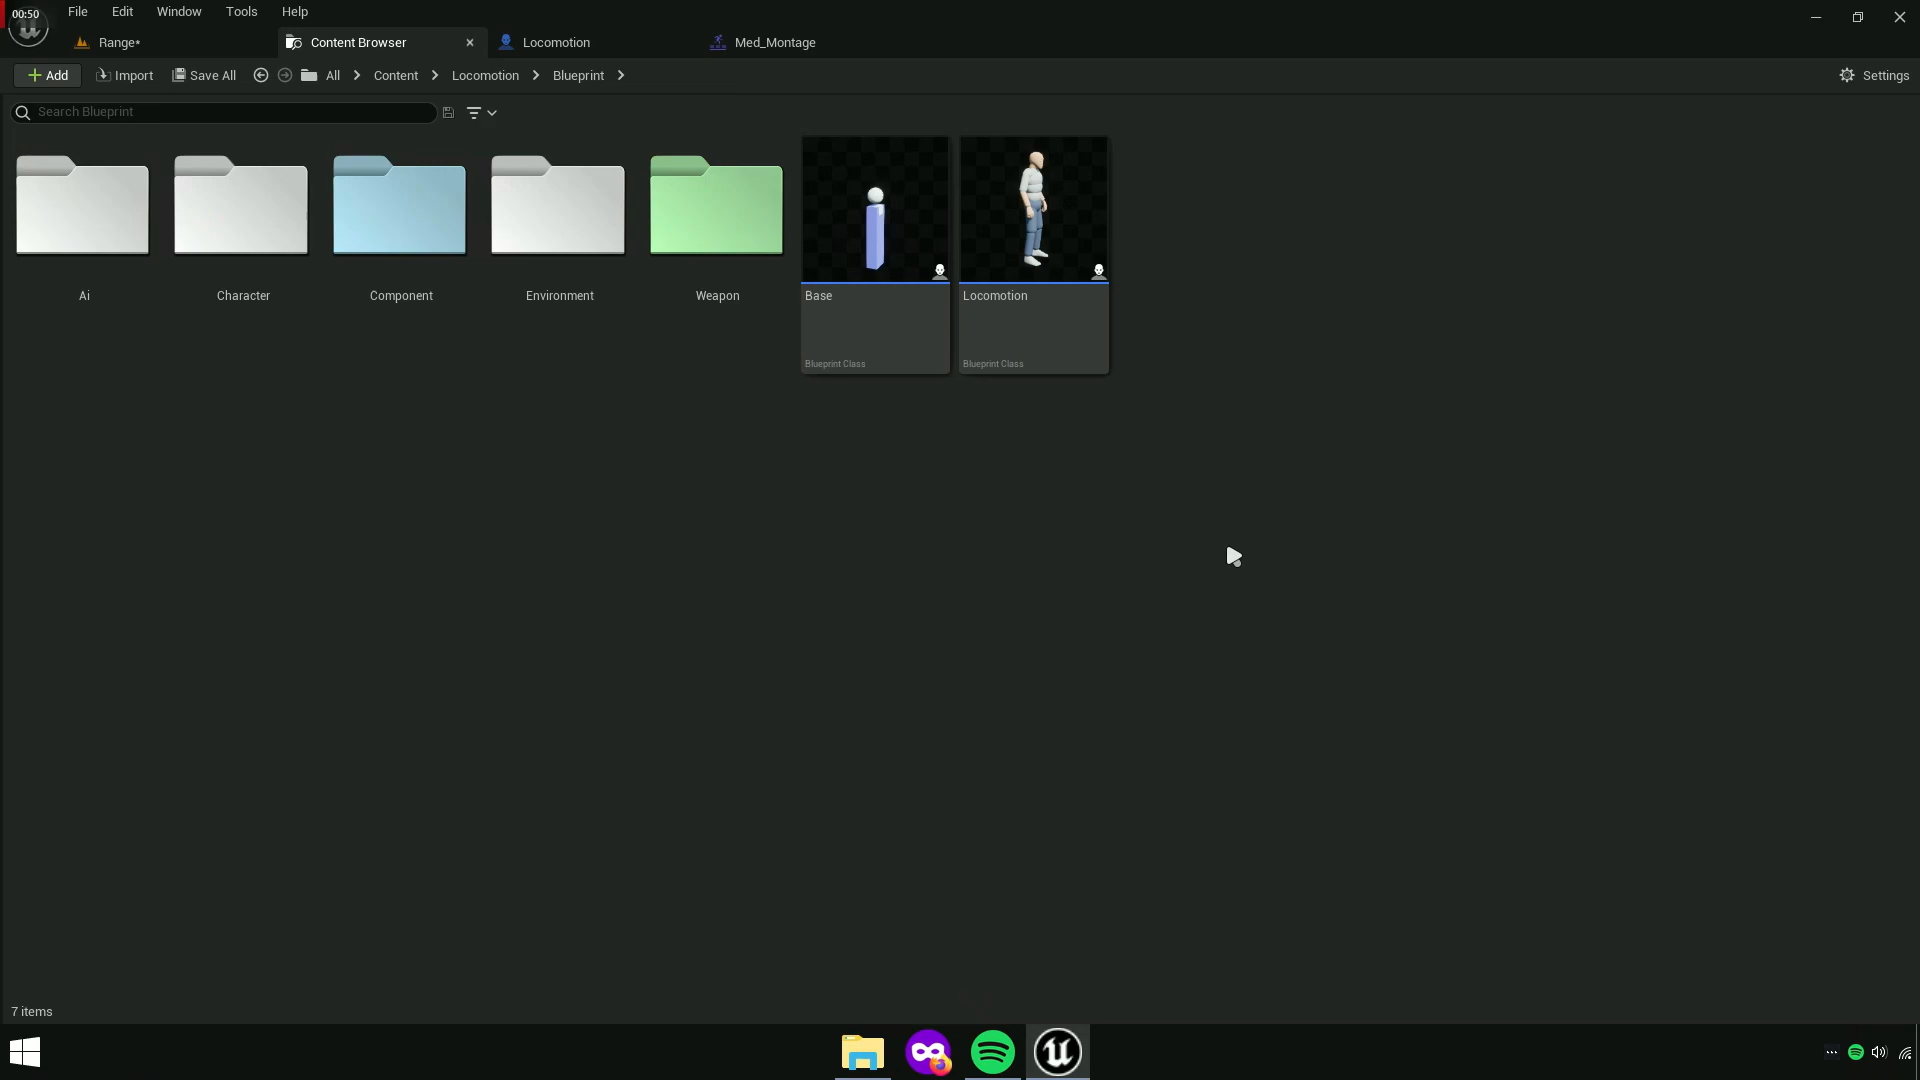 00:50
File Edit Window Tools Help
Range* Content Browser Locomotion Med_Montage
Add Import Save All All Content Locomotion Blueprint Settings
Search Blueprint
Ai Character Component Environment Weapon Base Locomotion
Blueprint Class Blueprint Class
7 items